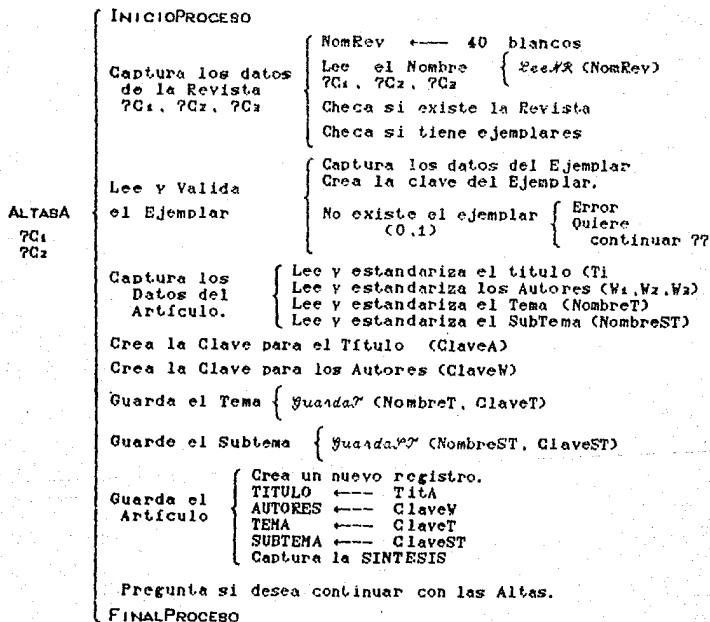 INICIOPROCESO
NomRev ←—— 40 blancos
Captura los datos de la Revista ?C1, ?C2, ?C3
Lee el Nombre ?C1, ?C2, ?C3
LeeNR (NomRev)
Checa si existe la Revista
Checa si tiene ejemplares
ALTASA ?C1 ?C2
Lee y Valida el Ejemplar
Captura los datos del Ejemplar
Crea la clave del Ejemplar.
No existe el ejemplar (0,1)
Error
Quiere continuar ??
Captura los Datos del Artículo.
Lee y estandariza el titulo (Ti
Lee y estandariza los Autores (W1,W2,W3)
Lee y estandariza el Tema (NombreT)
Lee y estandariza el SubTema (NombreST)
Crea la Clave para el Título (ClaveA)
Crea la Clave para los Autores (ClaveW)
Guarda el Tema { GuardaT (NombreT, ClaveT)
Guarde el Subtema { GuardaST (NombreST, ClaveST)
Guarda el Artículo
Crea un nuevo registro.
TITULO ←—— TitA
AUTORES ←—— ClaveW
TEMA ←—— ClaveT
SUBTEMA ←—— ClaveST
Captura la SINTESIS
Pregunta si desea continuar con las Altas.
FINALPROCESO